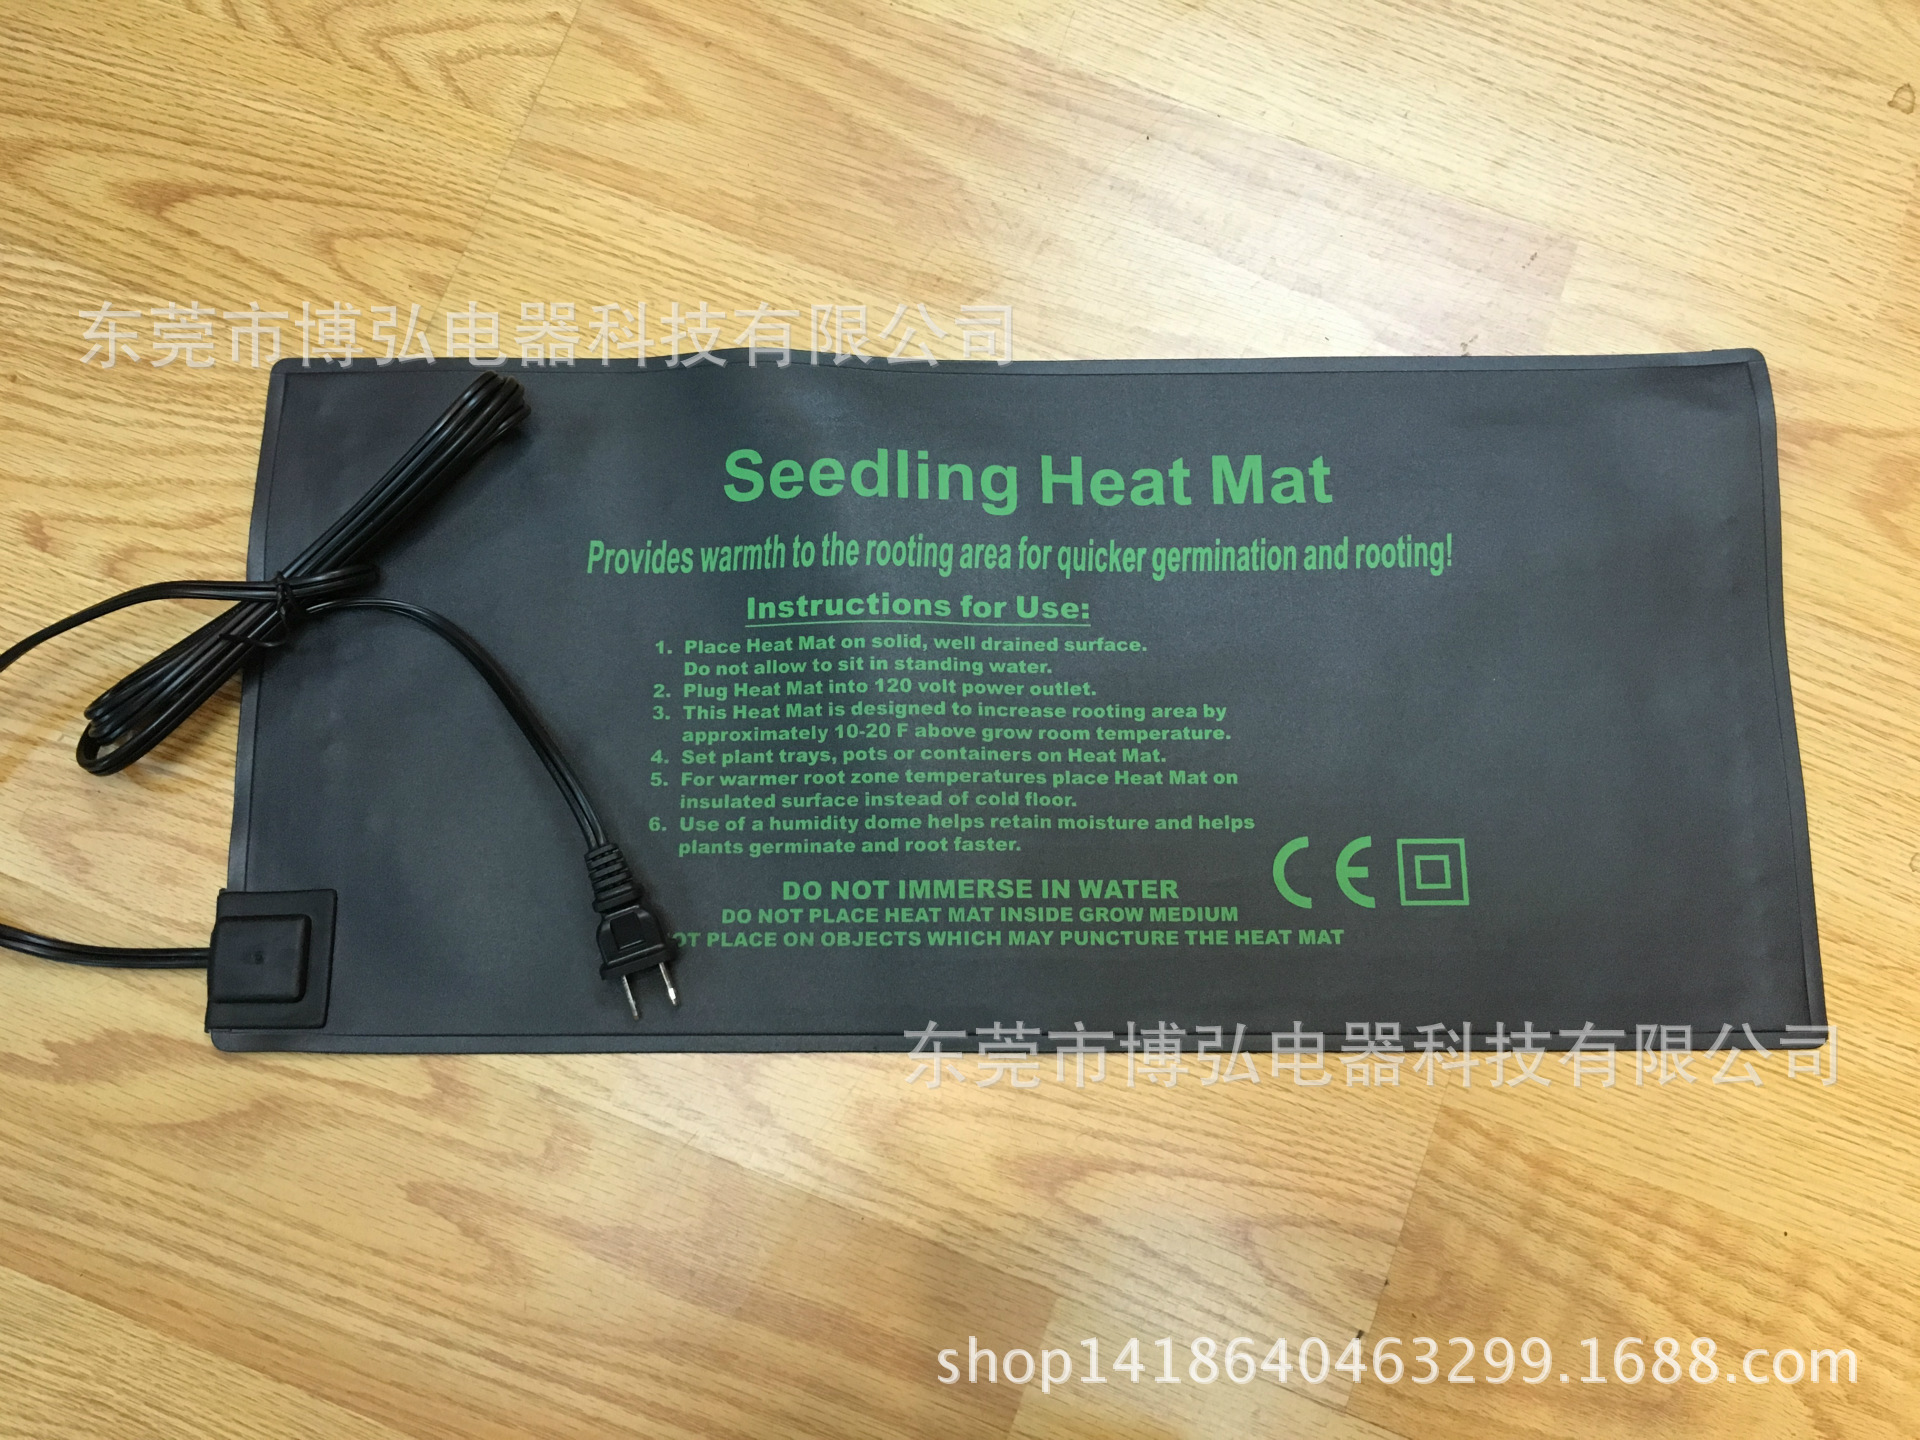 东莞市博弘电器科技有限公司
Seedling Heat Mat
Provides warmth to the rooting area for quicker germination and rooting!
Instructions for Use:
1. Place Heat Mat on solid, well drained surface.
Do not allow to sit in standing water.
2. Plug Heat Mat into 120 volt power outlet.
3. This Heat Mat is designed to increase rooting area by
approximately 10-20 F above grow room temperature.
4. Set plant trays, pots or containers on Heat Mat.
5. For warmer root zone temperatures place Heat Mat on
insulated surface instead of cold floor.
6. Use of a humidity dome helps retain moisture and helps
plants germinate and root faster.
CE
DO NOT IMMERSE IN WATER
DO NOT PLACE HEAT MAT INSIDE GROW MEDIUM
PLACE ON OBJECTS WHICH MAY PUNCTURE THE HEAT MAT
东莞市博弘电器科技有限公司
shop1418640463299.1688.com